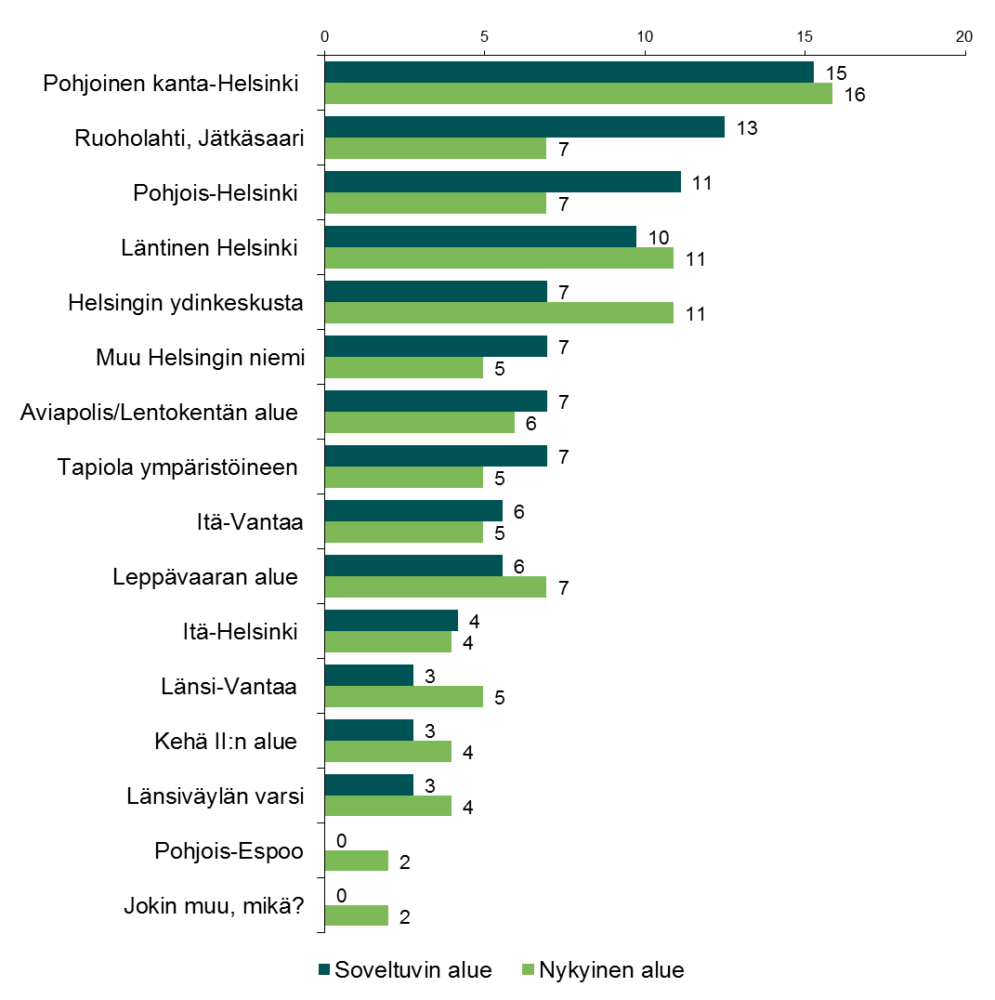 0 5 10 15 20
Pohjoinen kanta-Helsinki 15
16
Ruoholahti, Jätkäsaari 13
7
Pohjois-Helsinki 11
7
Läntinen Helsinki 10
11
Helsingin ydinkeskusta 7
11
Muu Helsingin niemi 7
5
Aviapolis/Lentokentän alue 7
6
Tapiola ympäristöineen 7
5
Itä-Vantaa 6
5
Leppävaaran alue 6
7
Itä-Helsinki 4
4
Länsi-Vantaa 3
5
Kehä II:n alue 3
4
Länsiväylän varsi 3
4
Pohjois-Espoo 0
2
Jokin muu, mikä? 0
2
Soveltuvin alue Nykyinen alue